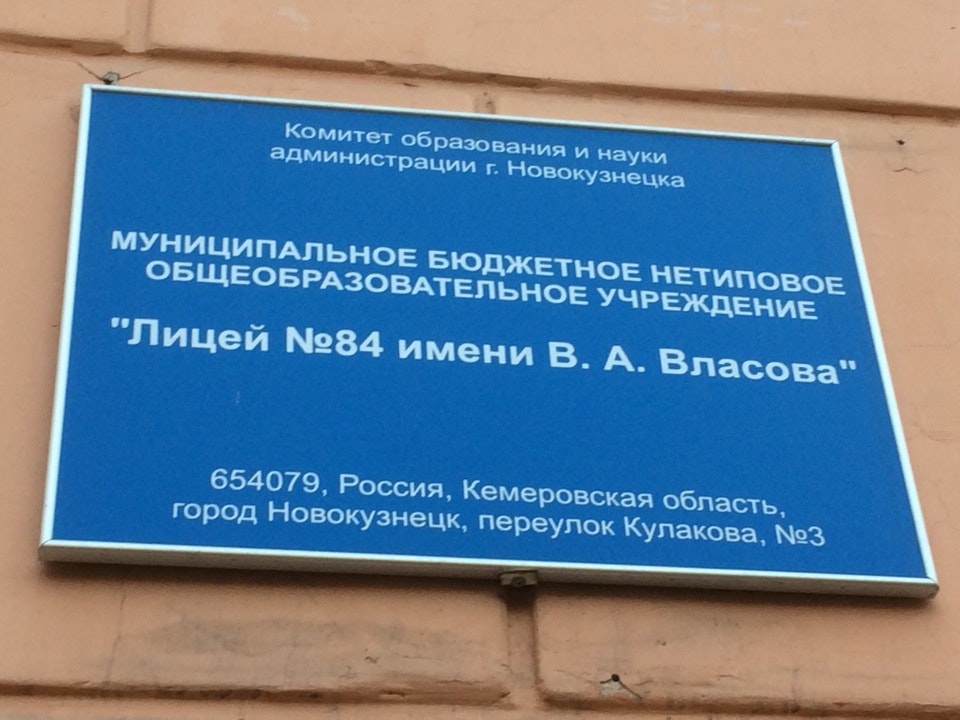 Комитет образования и науки
администрации г. Новокузнецка
МУНИЦИПАЛЬНОЕ БЮДЖЕТНОЕ НЕТИПОВОЕ
ОБЩЕОБРАЗОВАТЕЛЬНОЕ УЧРЕЖДЕНИЕ
"Лицей №84 имени В. А. Власова"
654079, Россия, Кемеровская область,
город Новокузнецк, переулок Кулакова, №3